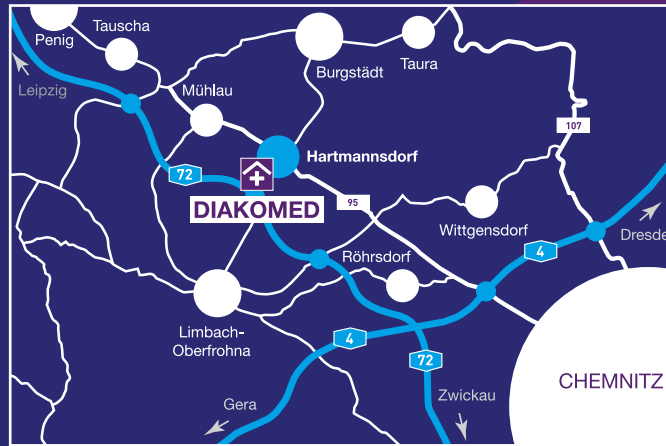 Tauscha
Penig
Burgstädt
Taura
Leipzig
Mühlau
107
Hartmannsdorf
72
DIAKOMED
95
Wittgensdorf
Dresde
4
Röhrsdorf
Limbach-
Oberfrohna
4
72
CHEMNITZ
Gera
Zwickau